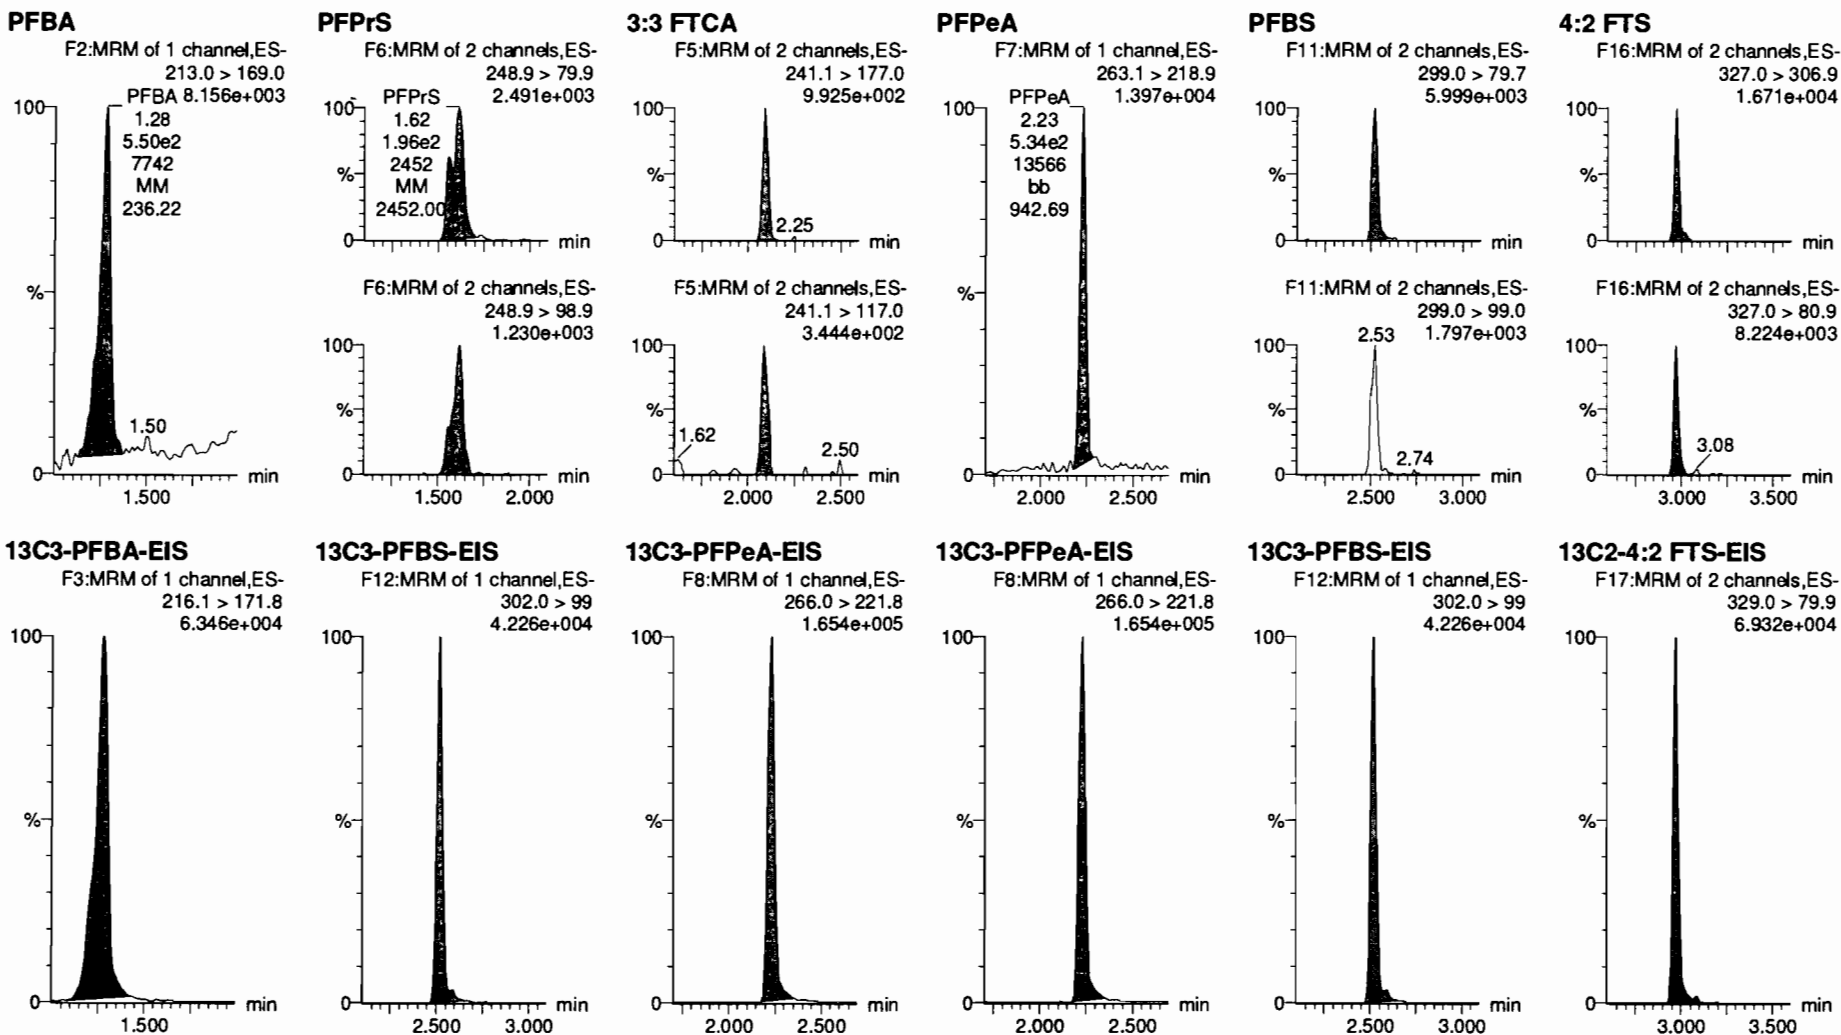 PFBA
F2:MRM of 1 channel,ES-
213.0 > 169.0
PFBA 8.156e+003
100
1.28
5.50e2
7742
MM
236.22
%
1.50
0
min
1.500
PFPrS
F6:MRM of 2 channels,ES-
248.9 > 79.9
2.491e+003
100
PFPrS
1.62
1.96e2
2452
MM
2452.00
%
0
min
F6:MRM of 2 channels,ES-
248.9 > 98.9
1.230e+003
100
%
0
min
1.500
2.000
3:3 FTCA
F5:MRM of 2 channels,ES-
241.1 > 177.0
9.925e+002
100
%
2.25
0
min
F5:MRM of 2 channels,ES-
241.1 > 117.0
3.444e+002
100
%
1.62
2.50
0
min
2.000
2.500
PFPeA
F7:MRM of 1 channel,ES-
263.1 > 218.9
1.397e+004
100
PFPeA
2.23
5.34e2
13566
bb
942.69
%
0
min
2.000
2.500
PFBS
F11:MRM of 2 channels,ES-
299.0 > 79.7
5.999e+003
100
%
0
min
F11:MRM of 2 channels,ES-
299.0 > 99.0
1.797e+003
2.53
100
%
2.74
0
min
2.500
3.000
4:2 FTS
F16:MRM of 2 channels,ES-
327.0 > 306.9
1.671e+004
100
%
0
min
F16:MRM of 2 channels,ES-
327.0 > 80.9
8.224e+003
100
%
3.08
0
min
3.000
3.500
13C3-PFBA-EIS
F3:MRM of 1 channel,ES-
216.1 > 171.8
6.346e+004
100
%
0
min
1.500
13C3-PFBS-EIS
F12:MRM of 1 channel,ES-
302.0 > 99
4.226e+004
100
%
0
min
2.500
3.000
13C3-PFPeA-EIS
F8:MRM of 1 channel,ES-
266.0 > 221.8
1.654e+005
100
%
0
min
2.000
2.500
13C3-PFPeA-EIS
F8:MRM of 1 channel,ES-
266.0 > 221.8
1.654e+005
100
%
0
min
2.000
2.500
13C3-PFBS-EIS
F12:MRM of 1 channel,ES-
302.0 > 99
4.226e+004
100
%
0
min
2.500
3.000
13C2-4:2 FTS-EIS
F17:MRM of 2 channels,ES-
329.0 > 79.9
6.932e+004
100
%
0
min
3.000
3.500